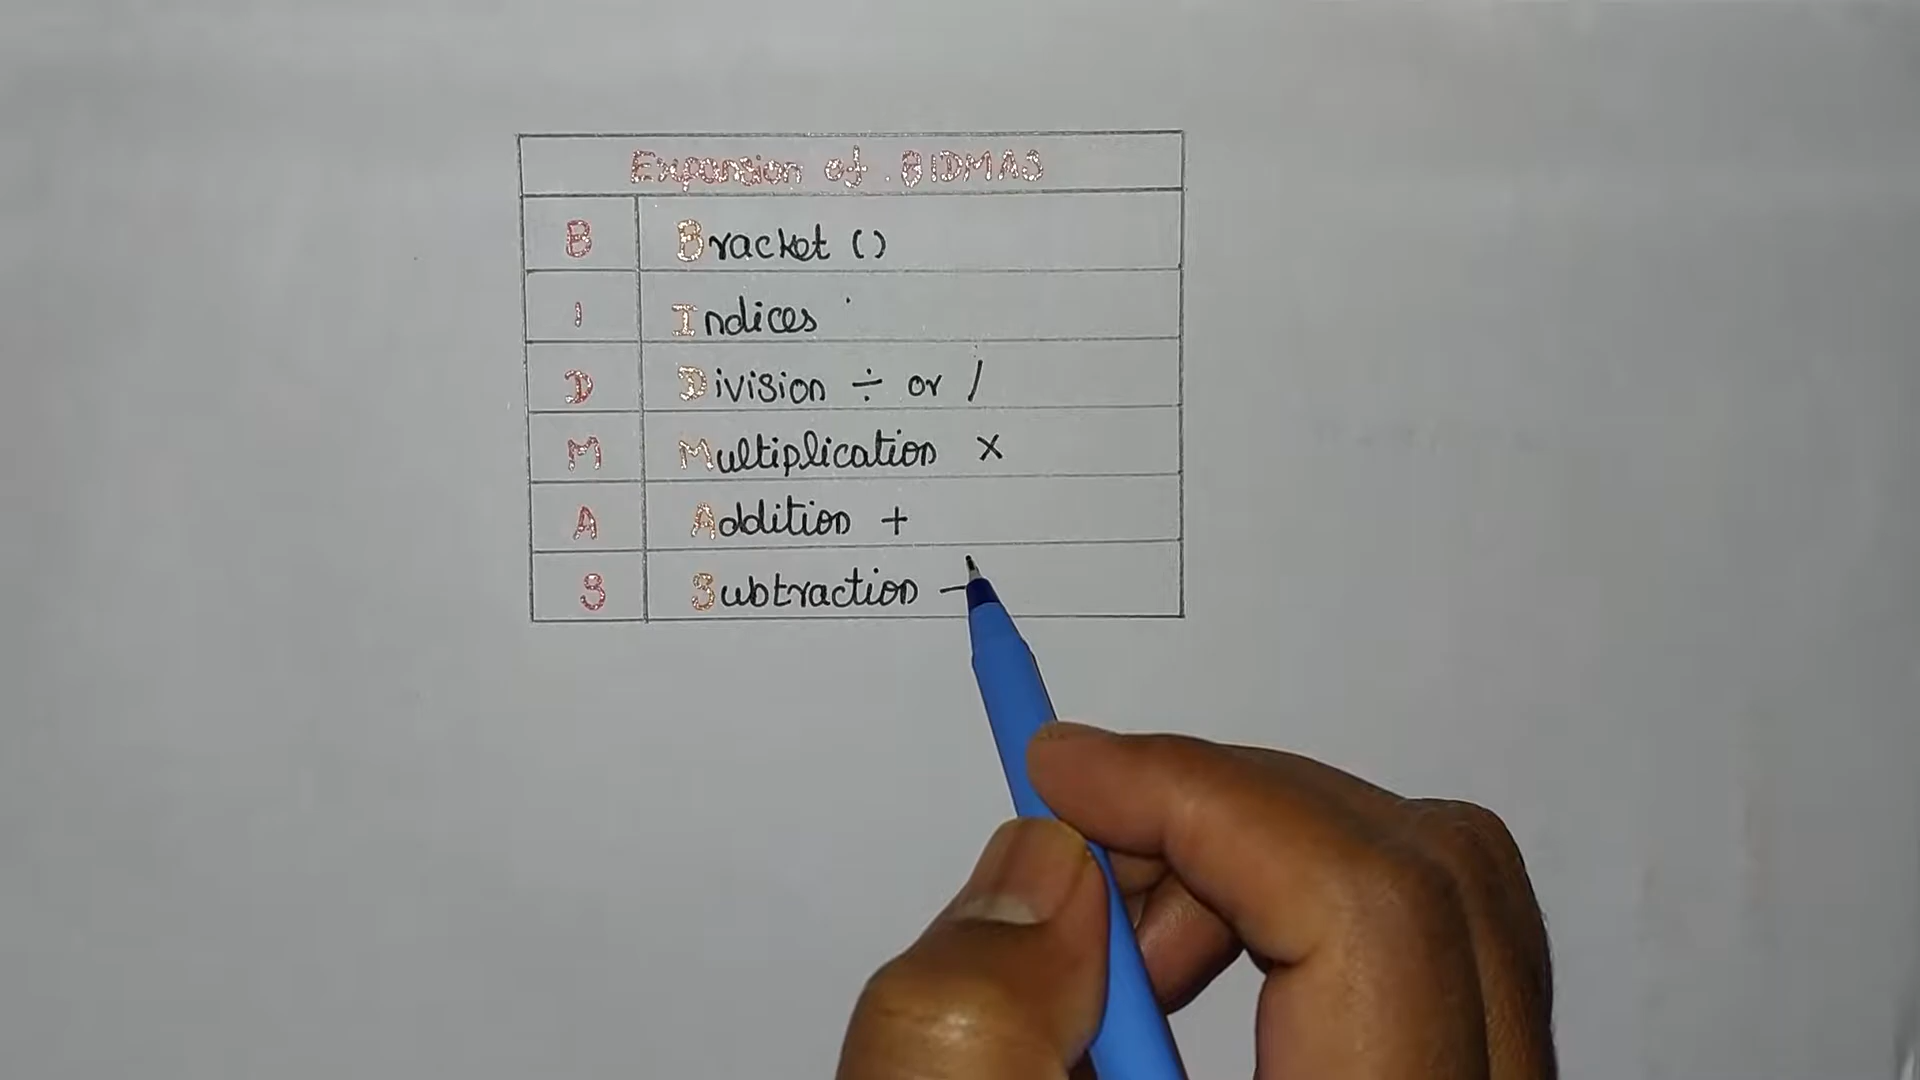 Expansion of BIDMAS
B Bracket ()
I Indices
D Division ÷ or /
M Multiplication ×
A Addition +
S Subtraction −